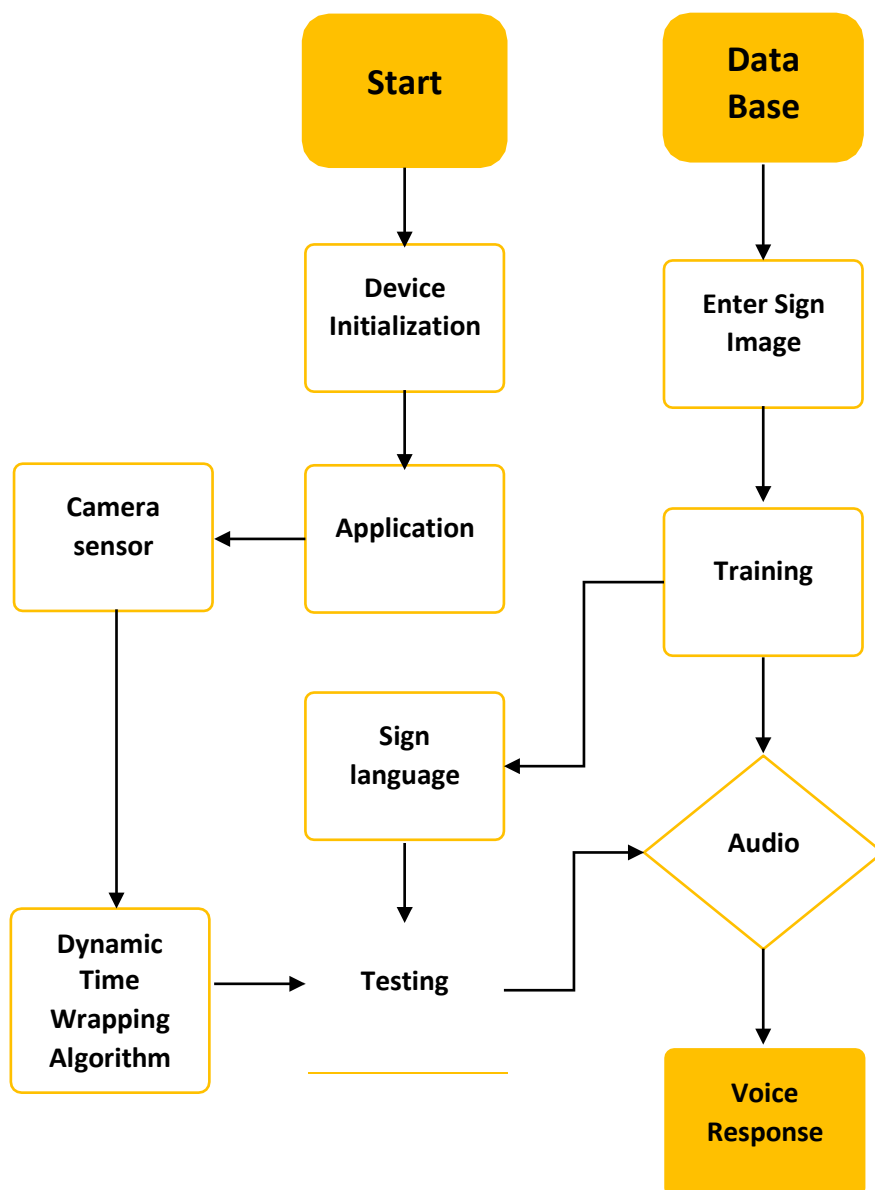 Start
Data
Base
Device
Initialization
Enter Sign
Image
Camera
sensor
Application
Training
Sign
language
Audio
Dynamic
Time
Wrapping
Algorithm
Testing
Voice
Response